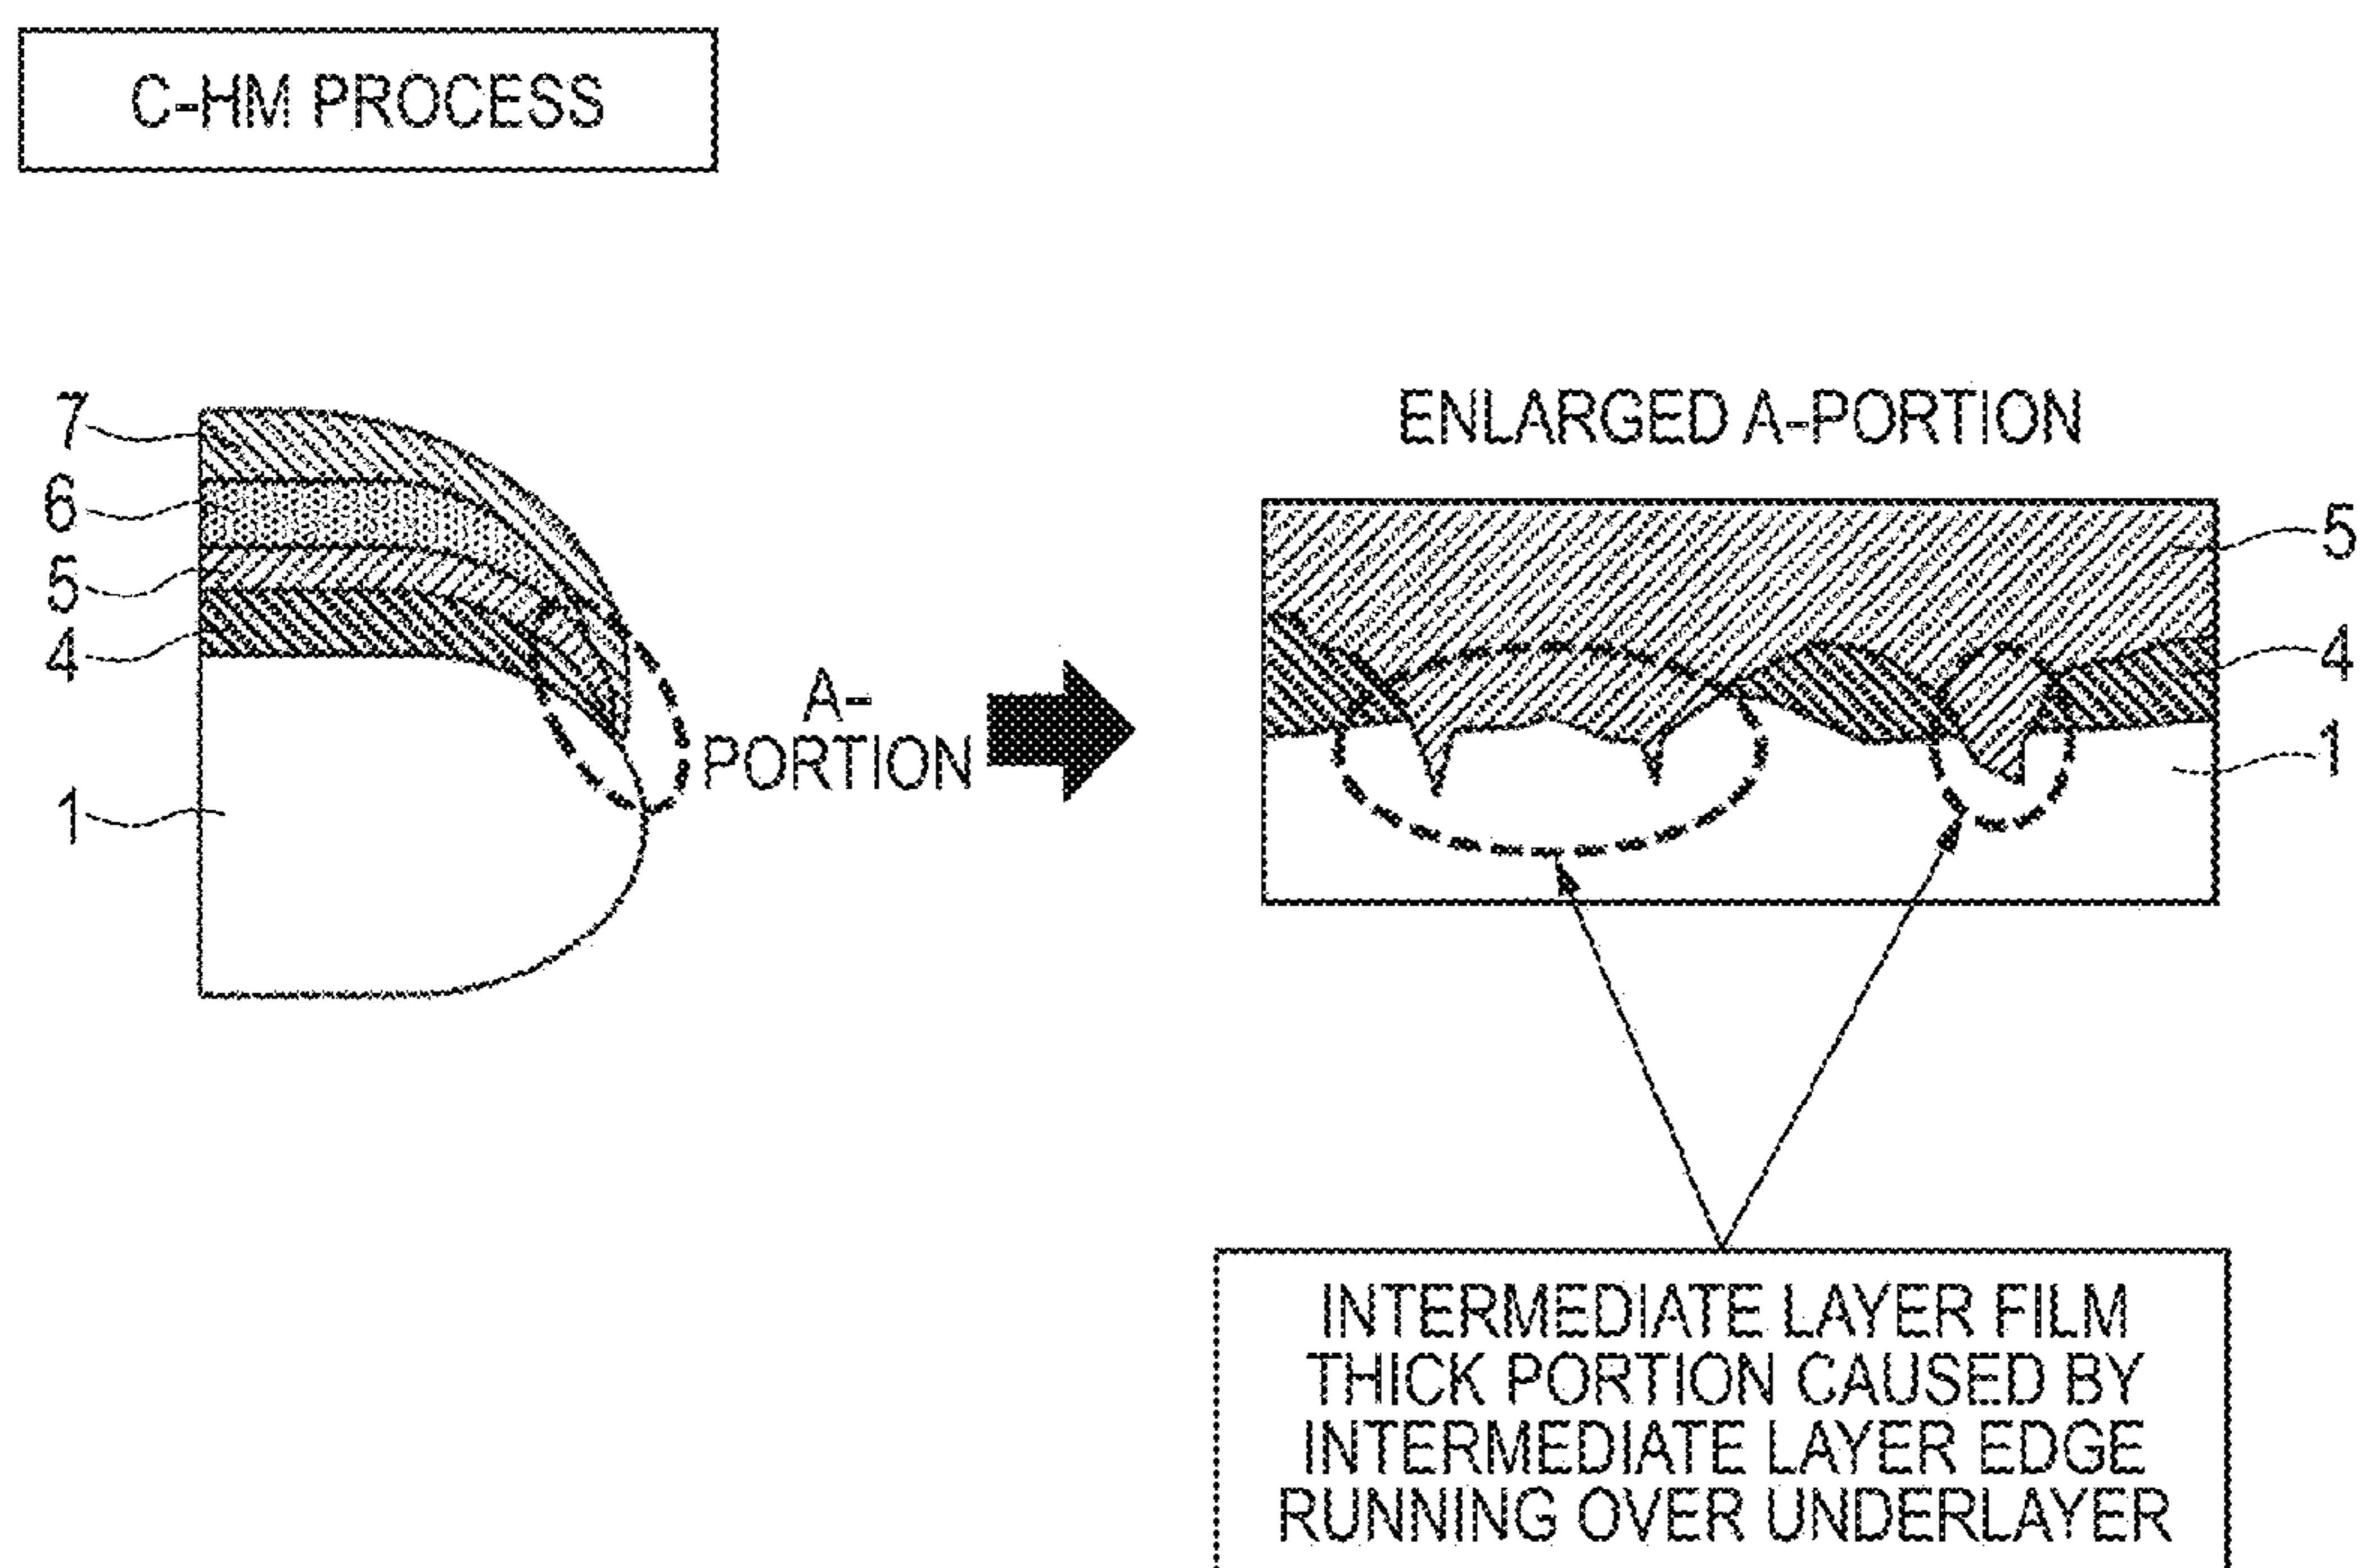 C-HM PROCESS
7
6
5
4
1
A-
PORTION
ENLARGED A-PORTION
5
4
1
INTERMEDIATE LAYER FILM
THICK PORTION CAUSED BY
INTERMEDIATE LAYER EDGE
RUNNING OVER UNDERLAYER